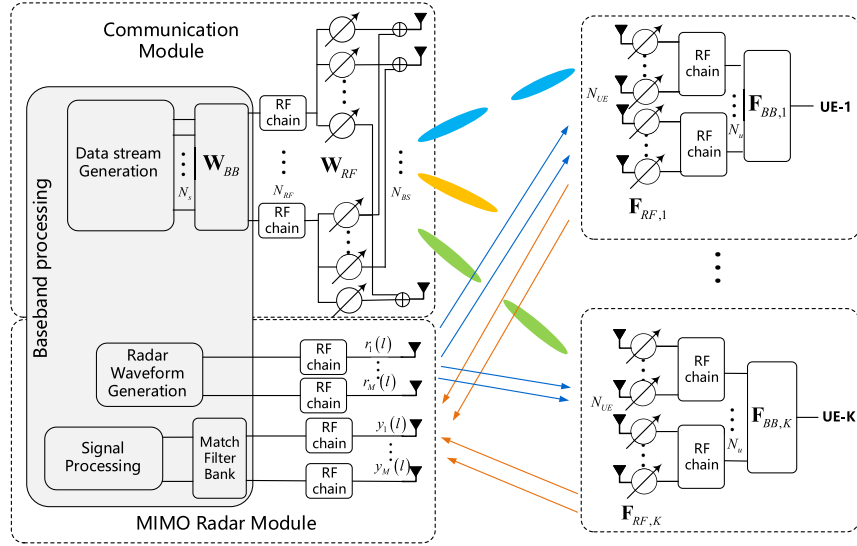 Communication
Module
Baseband processing
Data stream
Generation
N_s
W_BB
RF
chain
N_RF
RF
chain
W_RF
N_BS
Radar
Waveform
Generation
RF
chain
r_1(l)
RF
chain
r_M(l)
Signal
Processing
Match
Filter
Bank
RF
chain
y_1(l)
RF
chain
y_M(l)
MIMO Radar Module
N_UE
RF
chain
RF
chain
N_u
F_BB,1
UE-1
F_RF,1
N_UE
RF
chain
RF
chain
N_u
F_BB,K
UE-K
F_RF,K